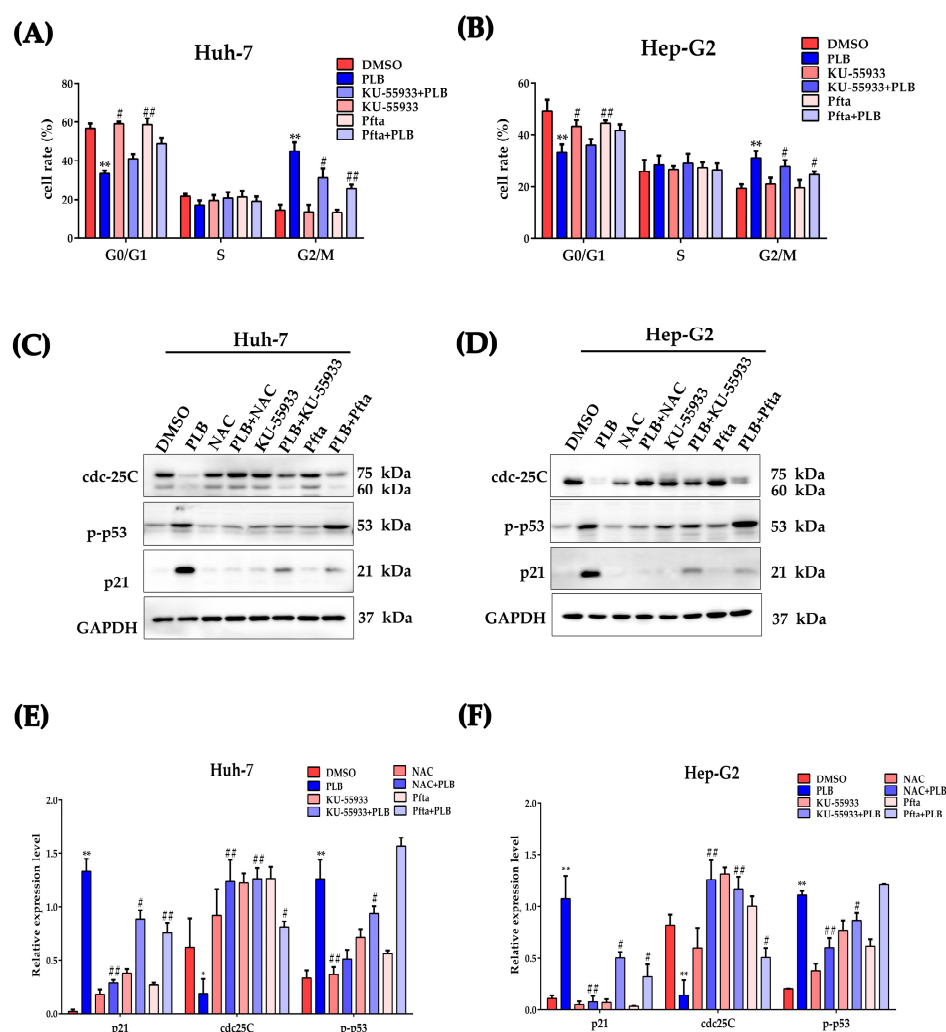 (A)
Huh-7
DMSO
PLB
KU-55933+PLB
KU-55933
Pfta
Pfta+PLB
cell rate (%)
80
60
40
20
0
**
#
##
**
#
##
G0/G1
S
G2/M
(B)
Hep-G2
DMSO
PLB
KU-55933
KU-55933+PLB
Pfta
Pfta+PLB
cell rate (%)
60
40
20
0
**
#
##
**
#
#
G0/G1
S
G2/M
(C)
Huh-7
DMSO
PLB
NAC
PLB+NAC
KU-55933
PLB+KU-55933
Pfta
PLB+Pfta
cdc-25C
75 kDa
60 kDa
p-p53
53 kDa
p21
21 kDa
GAPDH
37 kDa
(D)
Hep-G2
DMSO
PLB
NAC
PLB+NAC
KU-55933
PLB+KU-55933
Pfta
PLB+Pfta
cdc-25C
75 kDa
60 kDa
p-p53
53 kDa
p21
21 kDa
GAPDH
37 kDa
(E)
Huh-7
DMSO
PLB
KU-55933
KU-55933+PLB
NAC
NAC+PLB
Pfta
Pfta+PLB
Relative expression level
2.0
1.5
1.0
0.5
0.0
**
##
#
##
*
##
##
#
**
##
#
p21
cdc25C
p-p53
(F)
Hep-G2
DMSO
PLB
KU-55933
KU-55933+PLB
NAC
NAC+PLB
Pfta
Pfta+PLB
Relative expression level
2.0
1.5
1.0
0.5
0.0
**
##
#
#
**
##
##
#
**
##
#
p21
cdc25C
p-p53